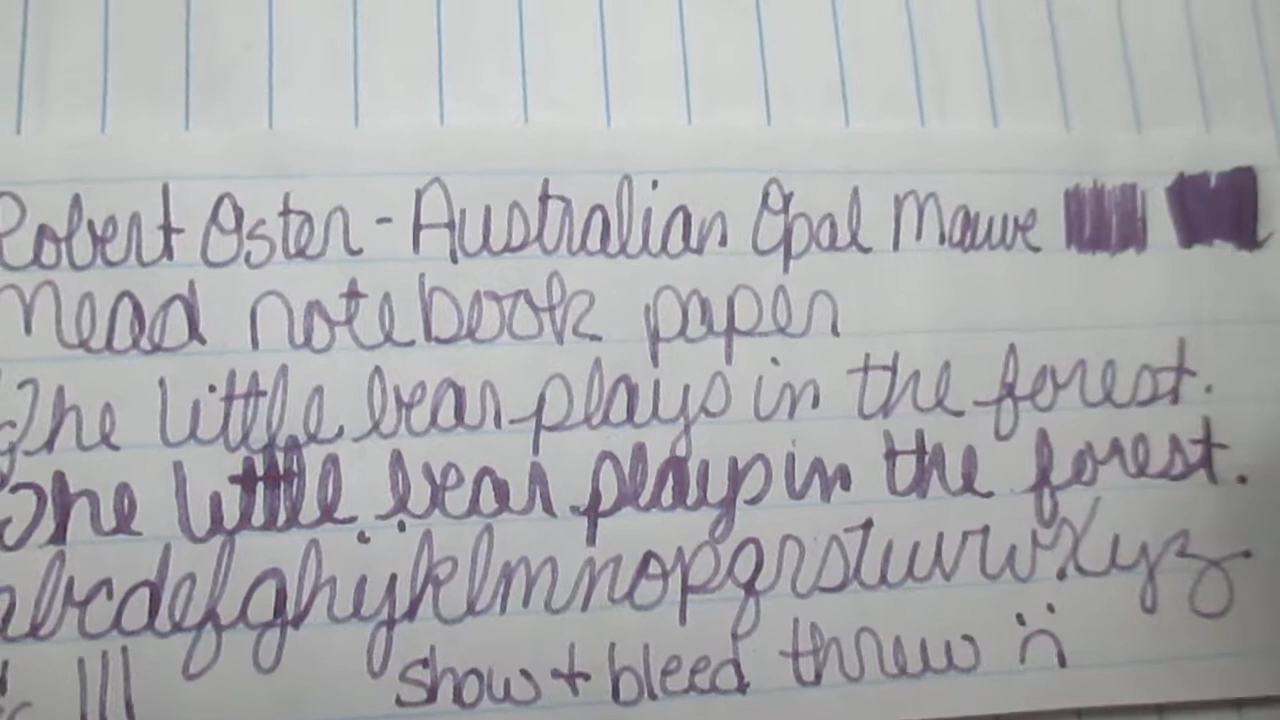 Robert Oster - Australian Opal Mauve
Mead notebook paper
The little bear plays in the forest.
The little bear plays in the forest.
abcdefghijklmnopqrstuvwxyz
show + bleed threw